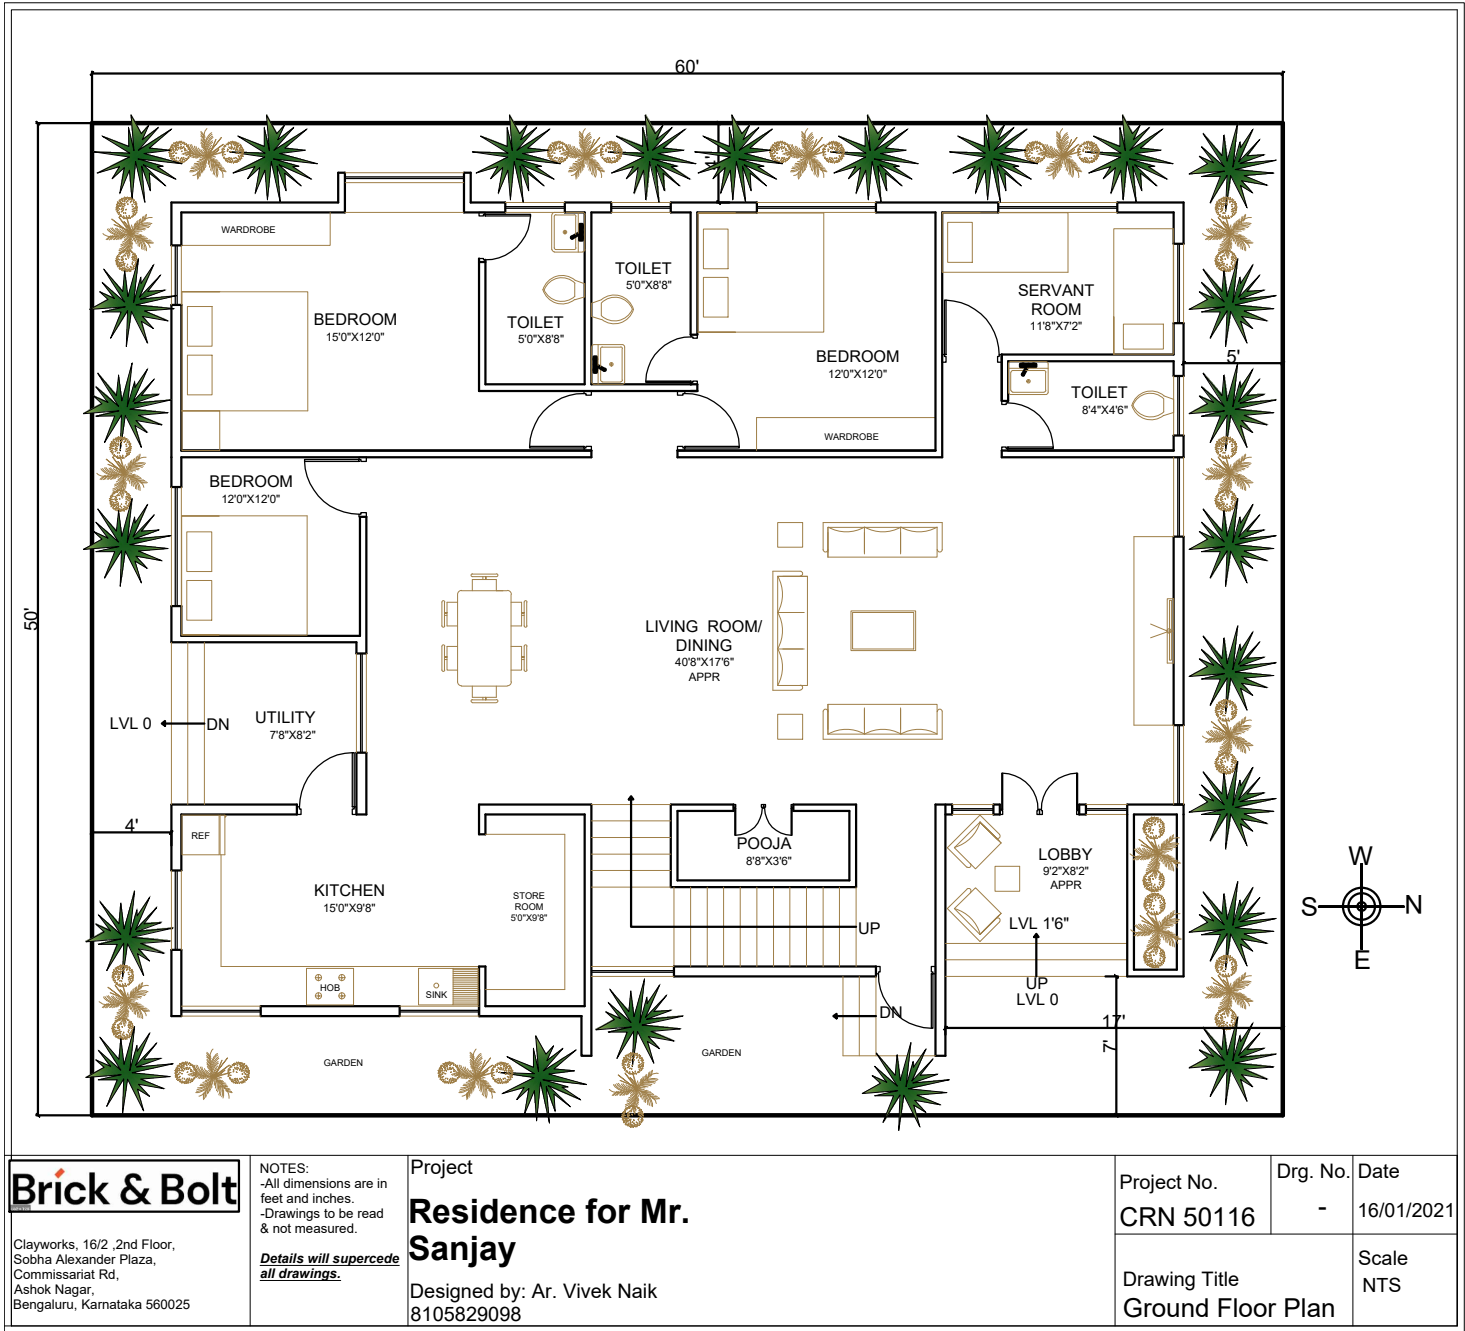 60'
4'
WARDROBE
TOILET
5'0"X8'8"
SERVANT
ROOM
11'8"X7'2"
BEDROOM
15'0"X12'0"
TOILET
5'0"X8'8"
BEDROOM
12'0"X12'0"
5'
TOILET
8'4"X4'6"
WARDROBE
BEDROOM
12'0"X12'0"
50'
LIVING ROOM/
DINING
40'8"X17'6"
APPR
LVL 0
DN
UTILITY
7'8"X8'2"
4'
REF
POOJA
8'8"X3'6"
LOBBY
9'2"X8'2"
APPR
KITCHEN
15'0"X9'8"
STORE
ROOM
5'0"X9'8"
W
S
N
E
LVL 1'6"
UP
HOB
SINK
UP
LVL 0
DN
17'
7'
GARDEN
GARDEN
Brick & Bolt
Clayworks, 16/2 ,2nd Floor,
Sobha Alexander Plaza,
Commissariat Rd,
Ashok Nagar,
Bengaluru, Karnataka 560025
NOTES:
-All dimensions are in
feet and inches.
-Drawings to be read
& not measured.
Details will supercede
all drawings.
Project
Residence for Mr.
Sanjay
Designed by: Ar. Vivek Naik
8105829098
Project No.
CRN 50116
Drg. No.
-
Date
16/01/2021
Drawing Title
Ground Floor Plan
Scale
NTS